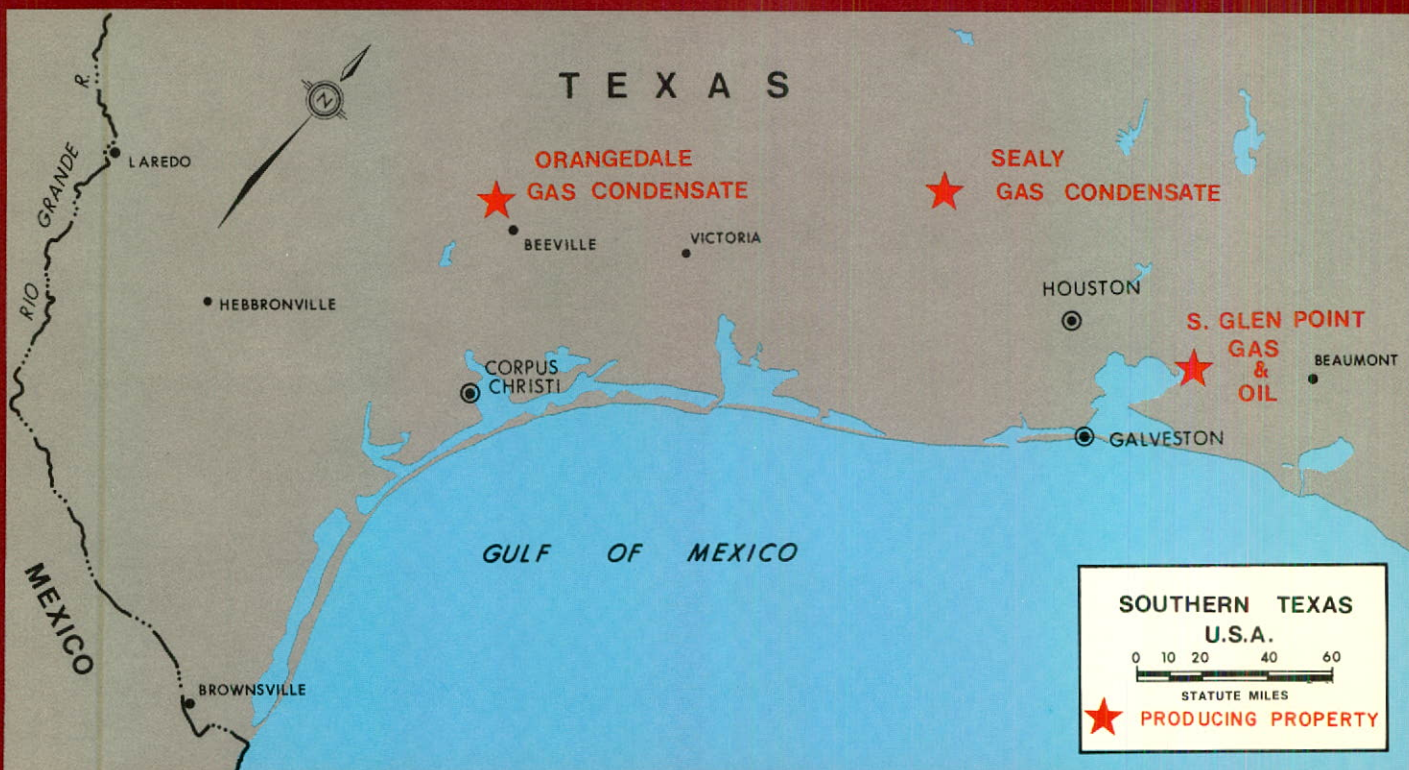 TEXAS
R.
GRANDE
RIO
LAREDO
N
ORANGEDALE
GAS CONDENSATE
SEALY
GAS CONDENSATE
BEEVILLE
VICTORIA
HEBBRONVILLE
HOUSTON
S. GLEN POINT
GAS
&
OIL
BEAUMONT
CORPUS
CHRISTI
GALVESTON
GULF OF MEXICO
MEXICO
BROWNSVILLE
SOUTHERN TEXAS
U.S.A.
0 10 20 40 60
STATUTE MILES
PRODUCING PROPERTY